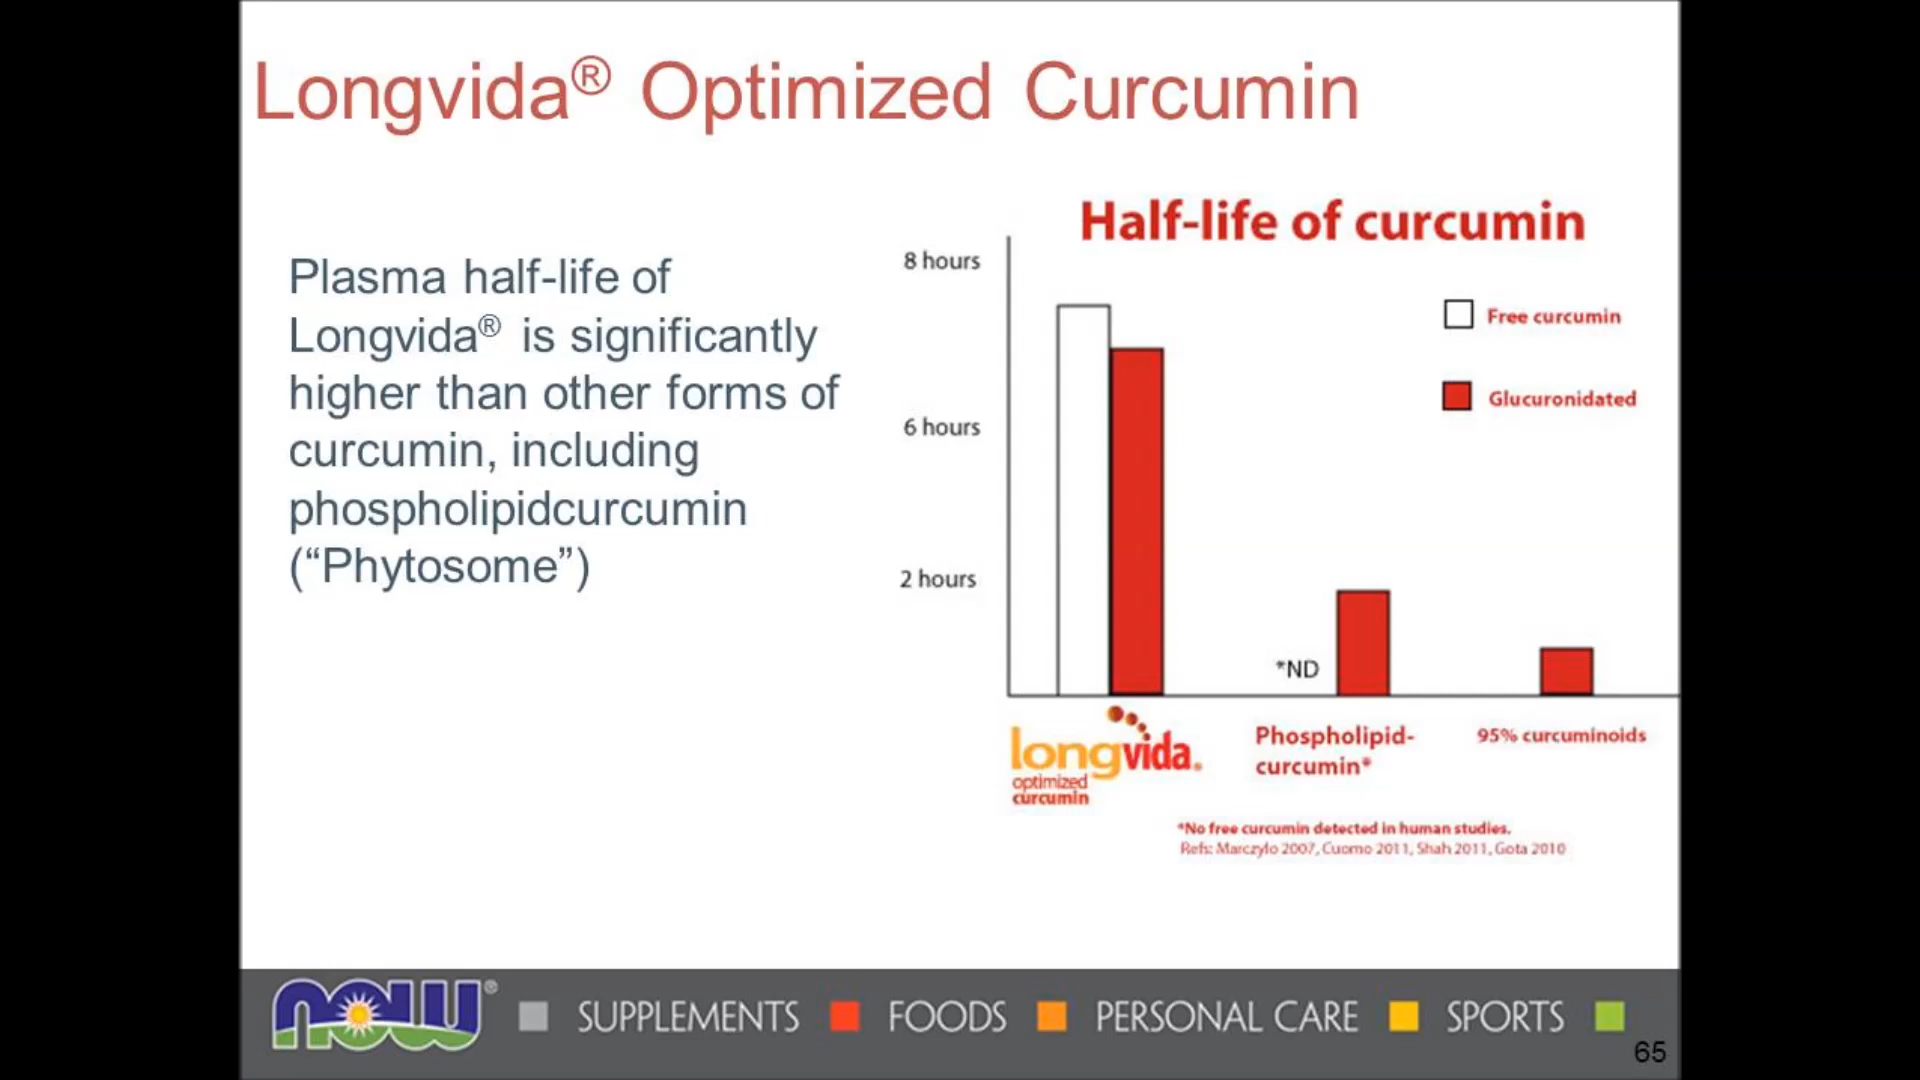 Longvida® Optimized Curcumin
Plasma half-life of
Longvida® is significantly
higher than other forms of
curcumin, including
phospholipidcurcumin
(“Phytosome”)
Half-life of curcumin
8 hours
6 hours
2 hours
Free curcumin
Glucuronidated
*ND
longvida®
optimized
curcumin
Phospholipid-
curcumin*
95% curcuminoids
*No free curcumin detected in human studies.
Refs: Marczylo 2007, Cuomo 2011, Shah 2011, Gota 2010
NOW® SUPPLEMENTS FOODS PERSONAL CARE SPORTS
65